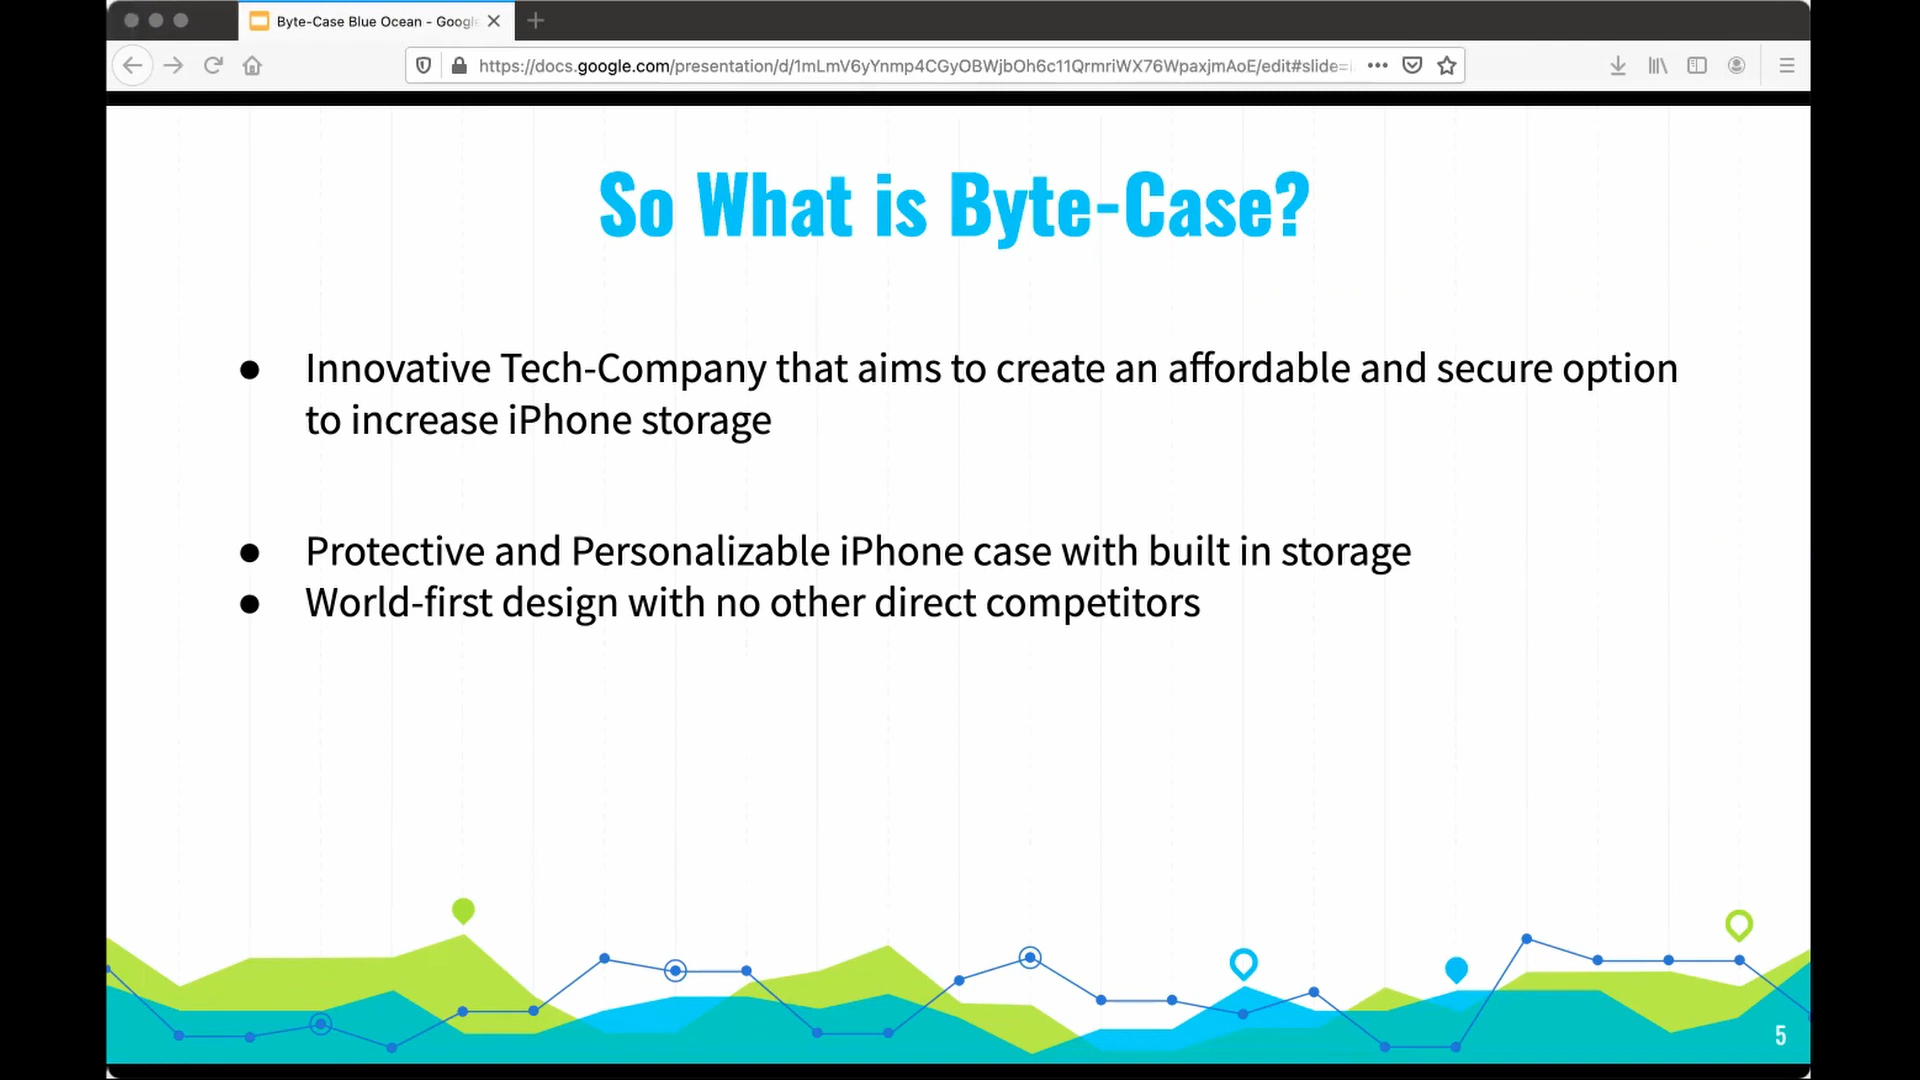 Byte-Case Blue Ocean - Google
https://docs.google.com/presentation/d/1mLmV6yYnmp4CGyOBWjbOh6c11QrmriWX76WpaxjmAoE/edit#slide=i
So What is Byte-Case?
● Innovative Tech-Company that aims to create an affordable and secure option
to increase iPhone storage
● Protective and Personalizable iPhone case with built in storage
● World-first design with no other direct competitors
5